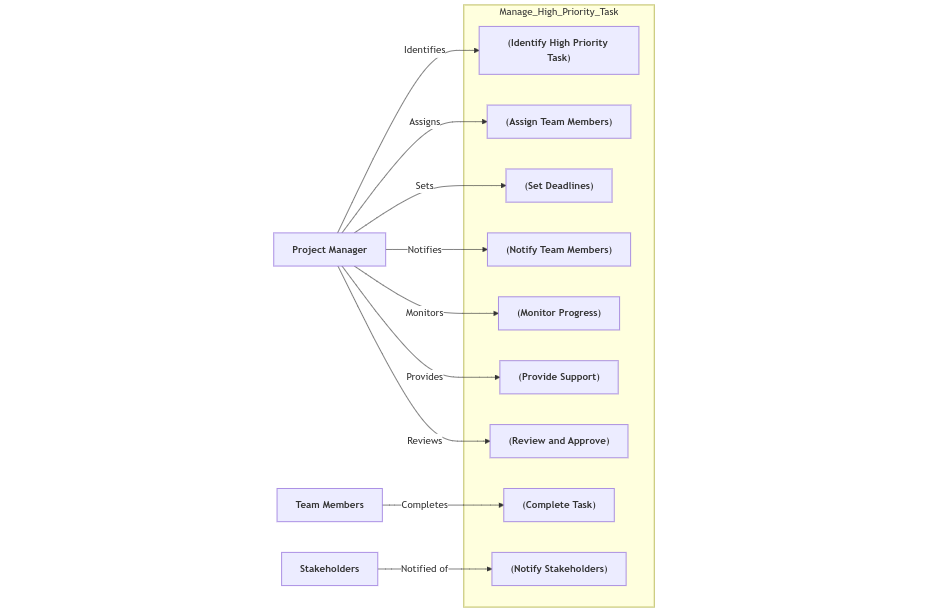 Manage_High_Priority_Task
Identifies
(Identify High Priority
Task)
Assigns
(Assign Team Members)
Sets
(Set Deadlines)
Project Manager
Notifies
(Notify Team Members)
Monitors
(Monitor Progress)
Provides
(Provide Support)
Reviews
(Review and Approve)
Team Members
Completes
(Complete Task)
Stakeholders
Notified of
(Notify Stakeholders)